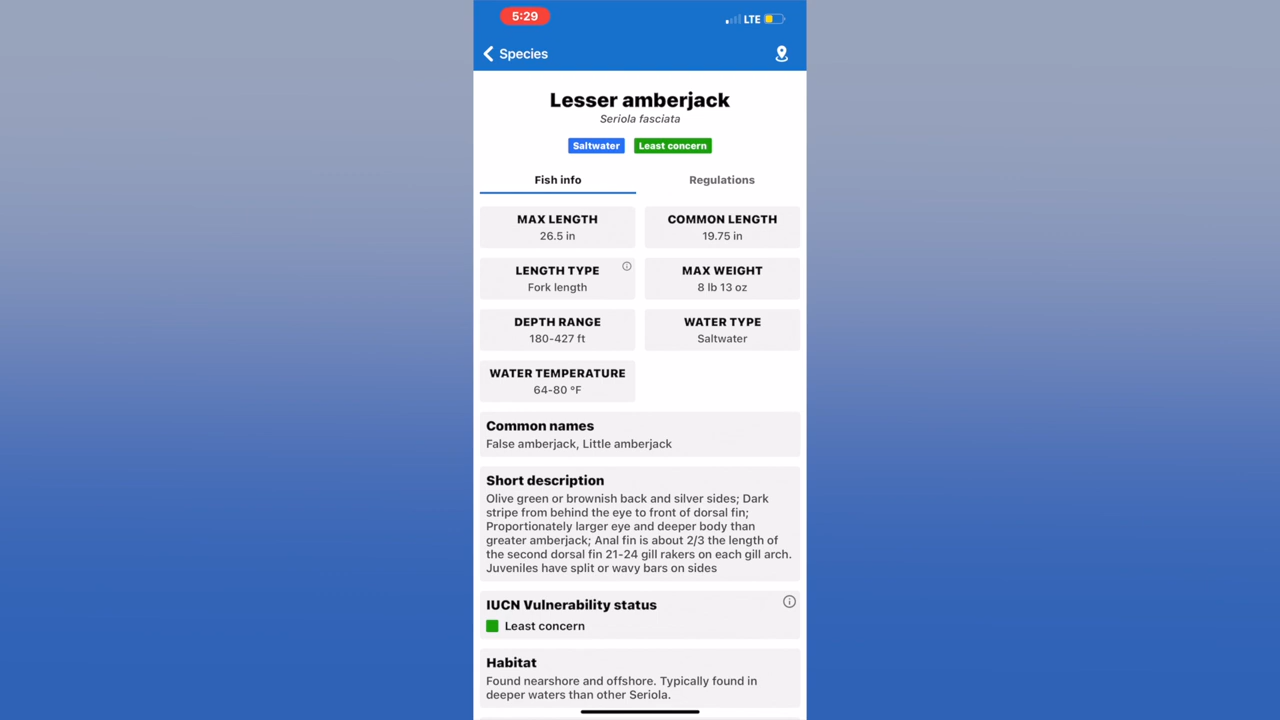 5:29
LTE
Species
Lesser amberjack
Seriola fasciata
Saltwater
Least concern
Fish info
Regulations
MAX LENGTH
26.5 in
COMMON LENGTH
19.75 in
LENGTH TYPE
Fork length
MAX WEIGHT
8 lb 13 oz
DEPTH RANGE
180-427 ft
WATER TYPE
Saltwater
WATER TEMPERATURE
64-80 °F
Common names
False amberjack, Little amberjack
Short description
Olive green or brownish back and silver sides; Dark
stripe from behind the eye to front of dorsal fin;
Proportionately larger eye and deeper body than
greater amberjack; Anal fin is about 2/3 the length of
the second dorsal fin 21-24 gill rakers on each gill arch.
Juveniles have split or wavy bars on sides
IUCN Vulnerability status
Least concern
Habitat
Found nearshore and offshore. Typically found in
deeper waters than other Seriola.